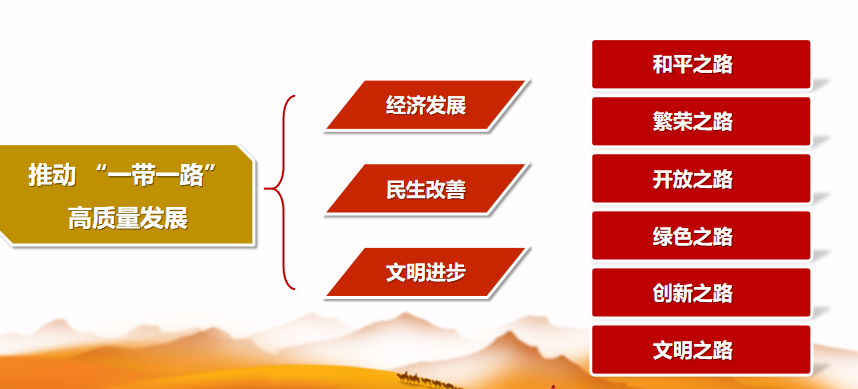 推动 “一带一路”
高质量发展
经济发展
民生改善
文明进步
和平之路
繁荣之路
开放之路
绿色之路
创新之路
文明之路